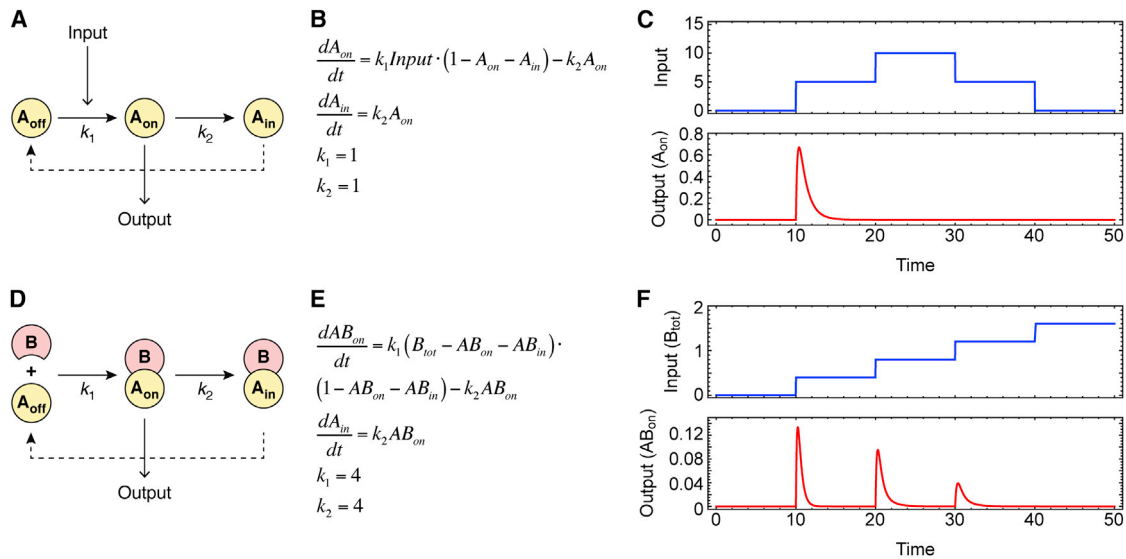 A
Input
A_off
k_1
A_on
k_2
A_in
Output
B
dA_on/dt = k_1 Input · (1 − A_on − A_in) − k_2 A_on
dA_in/dt = k_2 A_on
k_1 = 1
k_2 = 1
C
Input
15
10
5
0
Output (A_on)
0.8
0.6
0.4
0.2
0
0 10 20 30 40 50
Time
D
B
+
A_off
k_1
B
A_on
k_2
B
A_in
Output
E
dAB_on/dt = k_1 (B_tot − AB_on − AB_in) ·
(1 − AB_on − AB_in) − k_2 AB_on
dA_in/dt = k_2 AB_on
k_1 = 4
k_2 = 4
F
Input (B_tot)
2
1
0
Output (AB_on)
0.12
0.08
0.04
0
0 10 20 30 40 50
Time